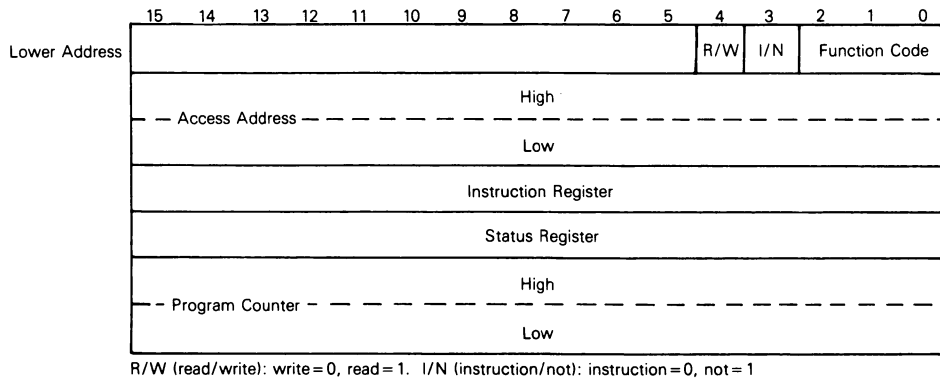 15 14 13 12 11 10 9 8 7 6 5 4 3 2 1 0
Lower Address R/W I/N Function Code
High
Access Address
Low
Instruction Register
Status Register
High
Program Counter
Low
R/W (read/write): write=0, read=1. I/N (instruction/not): instruction=0, not=1